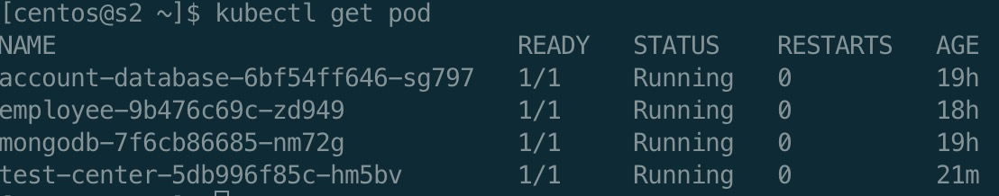 [centos@s2 ~]$ kubectl get pod
NAME READY STATUS RESTARTS AGE
account-database-6bf54ff646-sg797 1/1 Running 0 19h
employee-9b476c69c-zd949 1/1 Running 0 18h
mongodb-7f6cb86685-nm72g 1/1 Running 0 19h
test-center-5db996f85c-hm5bv 1/1 Running 0 21m